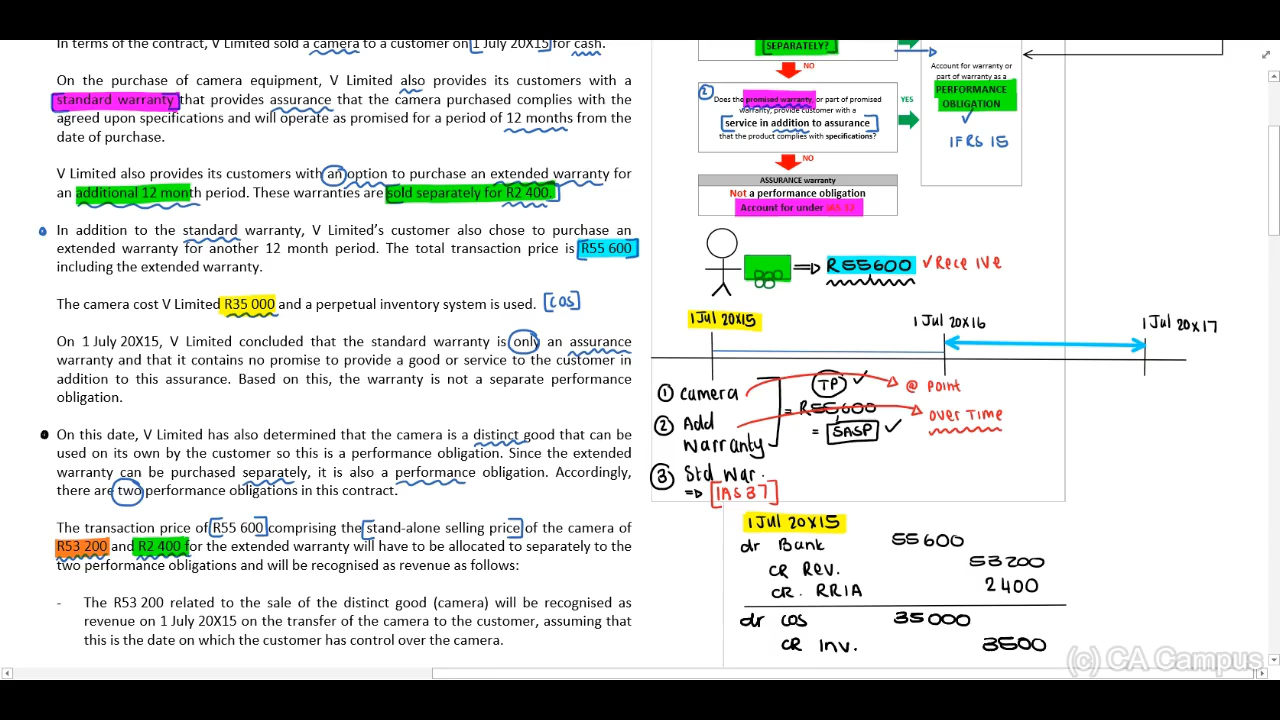 In terms of the contract, V Limited sold a camera to a customer on 1 July 20X15 for cash.
On the purchase of camera equipment, V Limited also provides its customers with a
standard warranty that provides assurance that the camera purchased complies with the
agreed upon specifications and will operate as promised for a period of 12 months from the
date of purchase.
V Limited also provides its customers with an option to purchase an extended warranty for
an additional 12 month period. These warranties are sold separately for R2 400.
In addition to the standard warranty, V Limited's customer also chose to purchase an
extended warranty for another 12 month period. The total transaction price is R55 600
including the extended warranty.
The camera cost V Limited R35 000 and a perpetual inventory system is used. [COS]
On 1 July 20X15, V Limited concluded that the standard warranty is only an assurance
warranty and that it contains no promise to provide a good or service to the customer in
addition to this assurance. Based on this, the warranty is not a separate performance
obligation.
On this date, V Limited has also determined that the camera is a distinct good that can be
used on its own by the customer so this is a performance obligation. Since the extended
warranty can be purchased separately, it is also a performance obligation. Accordingly,
there are two performance obligations in this contract.
The transaction price of R55 600 comprising the stand-alone selling price of the camera of
R53 200 and R2 400 for the extended warranty will have to be allocated to separately to the
two performance obligations and will be recognised as revenue as follows:
- The R53 200 related to the sale of the distinct good (camera) will be recognised as
revenue on 1 July 20X15 on the transfer of the camera to the customer, assuming that
this is the date on which the customer has control over the camera.
SEPARATELY?
NO
2
Does the promised warranty, or part of promised
warranty, provide customer with a
service in addition to assurance
that the product complies with specifications?
YES
Account for warranty or
part of warranty as a
PERFORMANCE
OBLIGATION
IFRS 15
NO
ASSURANCE warranty
Not a performance obligation
Account for under IAS 37
⇒ R55600 ✓ Receive
1 Jul 20X15
1 Jul 20X16
1 Jul 20X17
① Camera
② Add
Warranty
TP ✓
= R55600
= SASP ✓
@ Point
OVER TIME
③ Std War.
⇒ [IAS 37]
1 Jul 20X15
dr Bank 55600
CR Rev. 53200
CR. RRIA 2400
dr COS 35000
CR Inv. 3500
(c) CA Campus